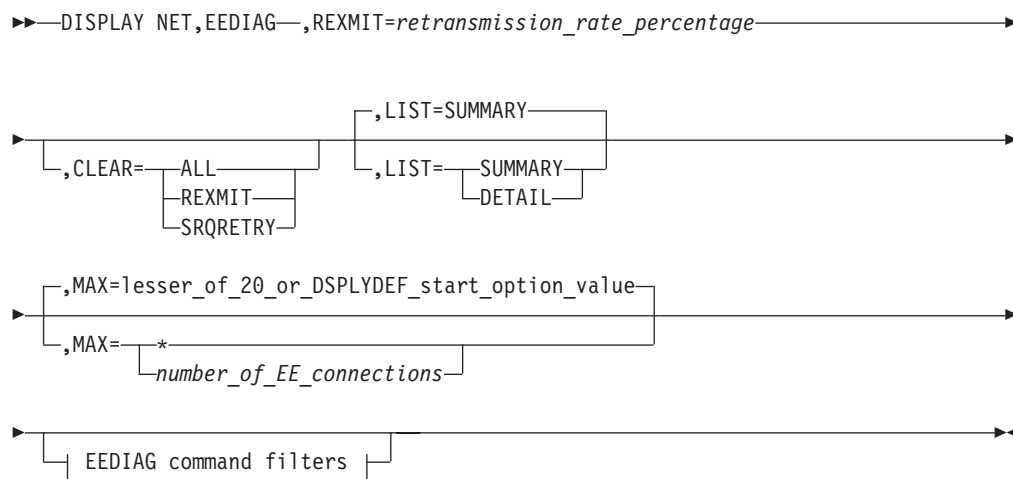 DISPLAY NET,EEDIAG ,REXMIT=retransmission_rate_percentage
,LIST=SUMMARY
,CLEAR= ALL ,LIST= SUMMARY
REXMIT DETAIL
SRQRETRY
,MAX=lesser_of_20_or_DSPLYDEF_start_option_value
,MAX= *
number_of_EE_connections
EEDIAG command filters